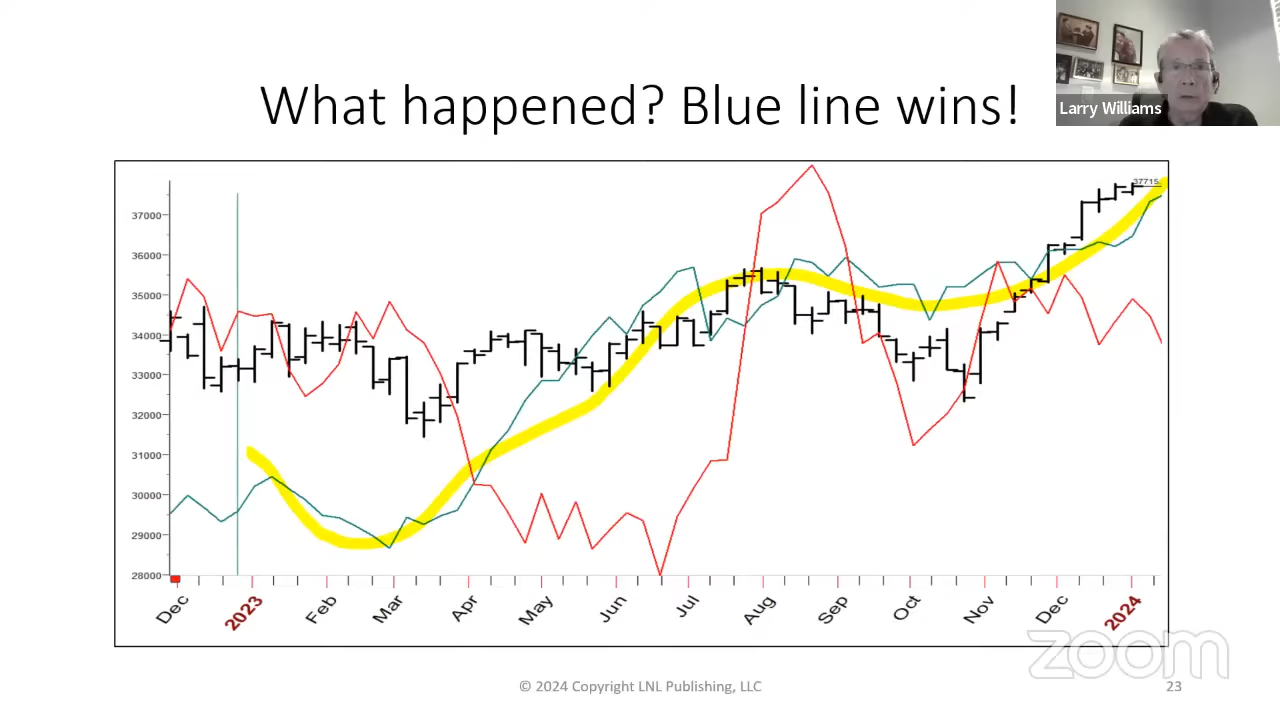 Larry Williams
What happened? Blue line wins!
37715
37000
36000
35000
34000
33000
32000
31000
30000
29000
28000
Dec 2023 Feb Mar Apr May Jun Jul Aug Sep Oct Nov Dec 2024
zoom
© 2024 Copyright LNL Publishing, LLC 23